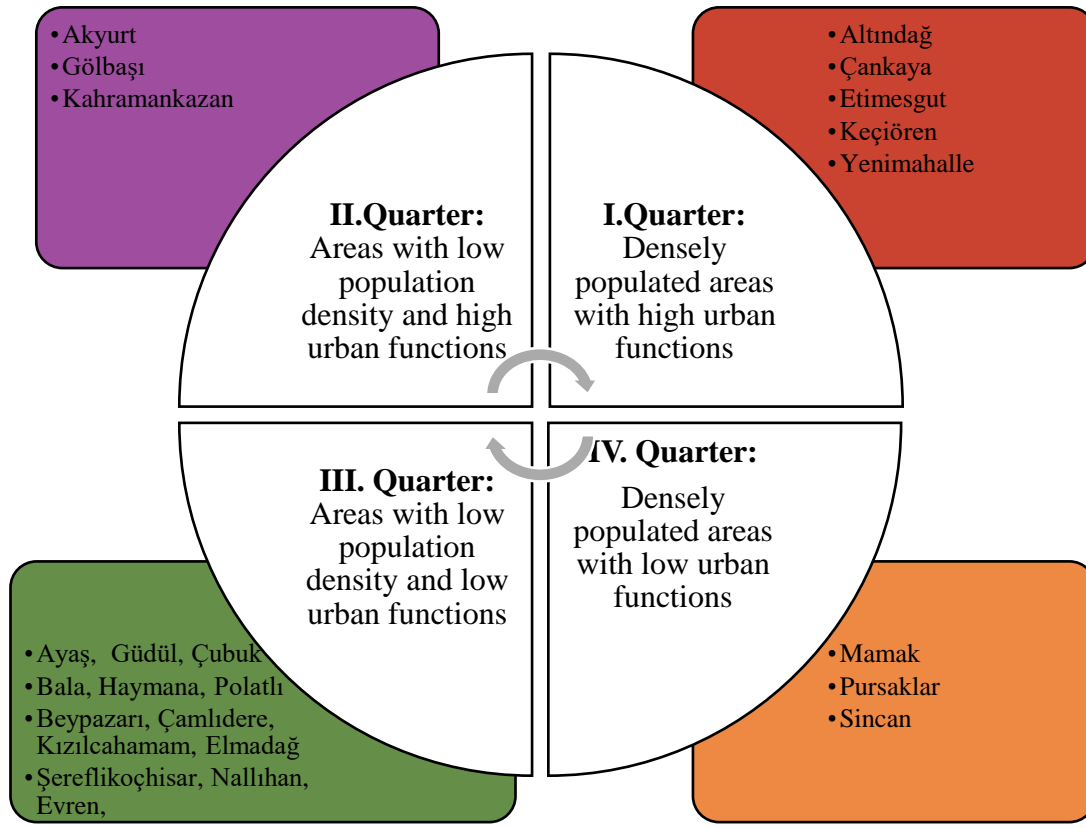 •Akyurt
•Gölbaşı
•Kahramankazan
•Altındağ
•Çankaya
•Etimesgut
•Keçiören
•Yenimahalle
II.Quarter:
Areas with low
population
density and high
urban functions
I.Quarter:
Densely
populated areas
with high urban
functions
III. Quarter:
Areas with low
population
density and low
urban functions
IV. Quarter:
Densely
populated areas
with low urban
functions
•Ayaş, Güdül, Çubuk
•Bala, Haymana, Polatlı
•Beypazarı, Çamlıdere,
Kızılcahamam, Elmadağ
•Şereflikoçhisar, Nallıhan,
Evren,
•Mamak
•Pursaklar
•Sincan